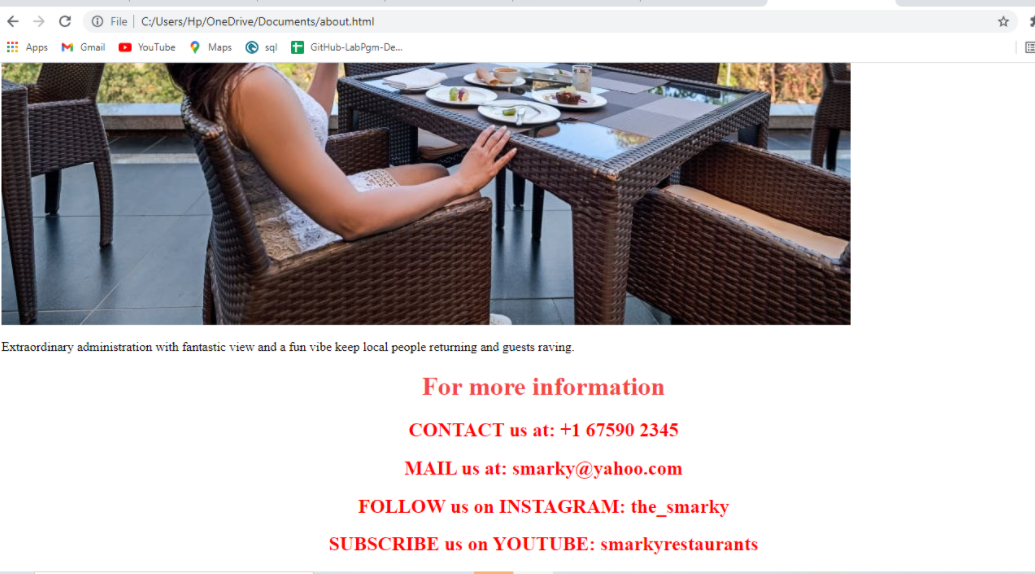 File | C:/Users/Hp/OneDrive/Documents/about.html
Apps Gmail YouTube Maps sql GitHub-LabPgm-De...
Extraordinary administration with fantastic view and a fun vibe keep local people returning and guests raving.
For more information
CONTACT us at: +1 67590 2345
MAIL us at: smarky@yahoo.com
FOLLOW us on INSTAGRAM: the_smarky
SUBSCRIBE us on YOUTUBE: smarkyrestaurants